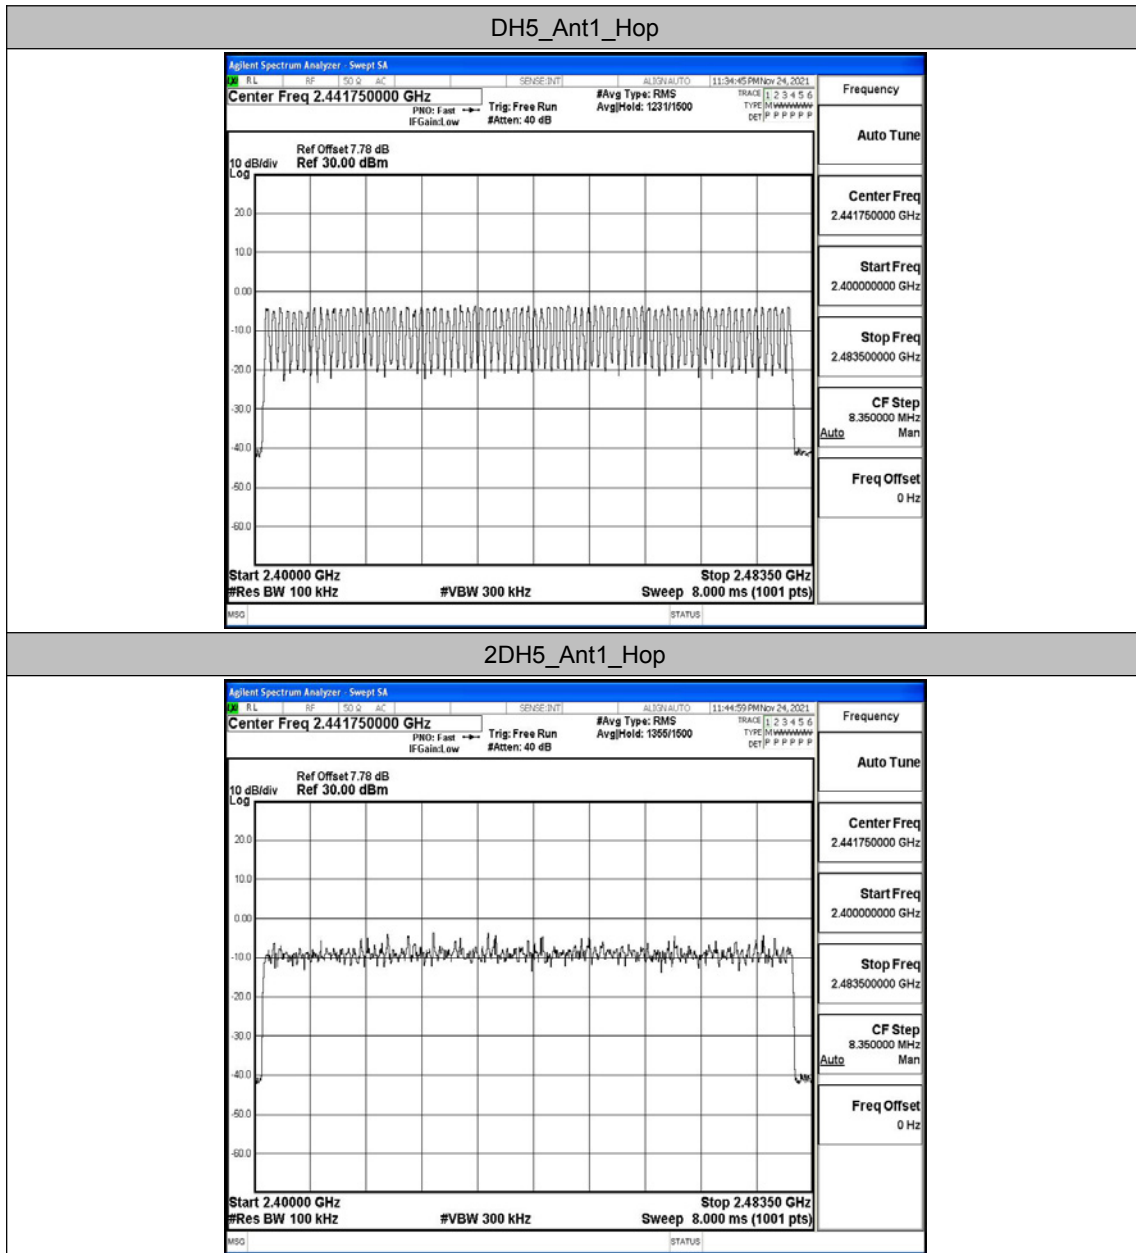 DH5_Ant1_Hop
Agilent Spectrum Analyzer - Swept SA
RL RF 50 Ω AC SENSE:INT ALIGN AUTO 11:34:45 PM Nov 24, 2021
Center Freq 2.441750000 GHz
PNO: Fast
IFGain:Low
Trig: Free Run
#Atten: 40 dB
#Avg Type: RMS
Avg|Hold: 1231/1500
TRACE 1 2 3 4 5 6
TYPE M WWWWW
DET P P P P P P
Ref Offset 7.78 dB
10 dB/div Ref 30.00 dBm
Log
20.0
10.0
0.00
-10.0
-20.0
-30.0
-40.0
-50.0
-60.0
Start 2.40000 GHz Stop 2.48350 GHz
#Res BW 100 kHz #VBW 300 kHz Sweep 8.000 ms (1001 pts)
MSG STATUS
Frequency
Auto Tune
Center Freq
2.441750000 GHz
Start Freq
2.400000000 GHz
Stop Freq
2.483500000 GHz
CF Step
8.350000 MHz
Auto Man
Freq Offset
0 Hz
2DH5_Ant1_Hop
Agilent Spectrum Analyzer - Swept SA
RL RF 50 Ω AC SENSE:INT ALIGN AUTO 11:44:59 PM Nov 24, 2021
Center Freq 2.441750000 GHz
PNO: Fast
IFGain:Low
Trig: Free Run
#Atten: 40 dB
#Avg Type: RMS
Avg|Hold: 1355/1500
TRACE 1 2 3 4 5 6
TYPE M WWWWW
DET P P P P P P
Ref Offset 7.78 dB
10 dB/div Ref 30.00 dBm
Log
20.0
10.0
0.00
-10.0
-20.0
-30.0
-40.0
-50.0
-60.0
Start 2.40000 GHz Stop 2.48350 GHz
#Res BW 100 kHz #VBW 300 kHz Sweep 8.000 ms (1001 pts)
MSG STATUS
Frequency
Auto Tune
Center Freq
2.441750000 GHz
Start Freq
2.400000000 GHz
Stop Freq
2.483500000 GHz
CF Step
8.350000 MHz
Auto Man
Freq Offset
0 Hz